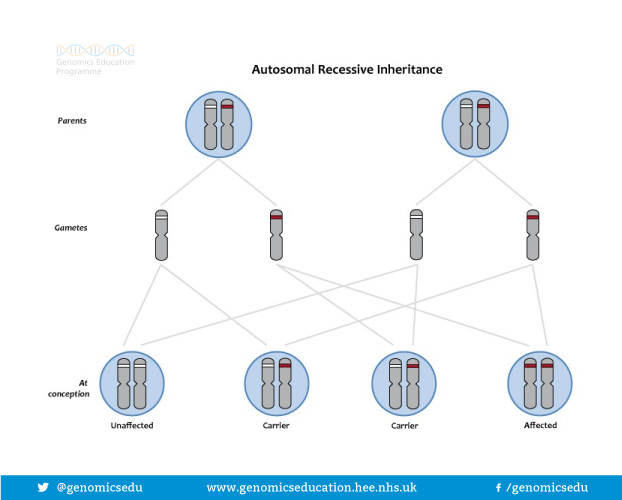 Genomics Education
Programme
Autosomal Recessive Inheritance
Parents
Gametes
At
conception
Unaffected
Carrier
Carrier
Affected
@genomicsedu
www.genomicseducation.hee.nhs.uk
/genomicsedu